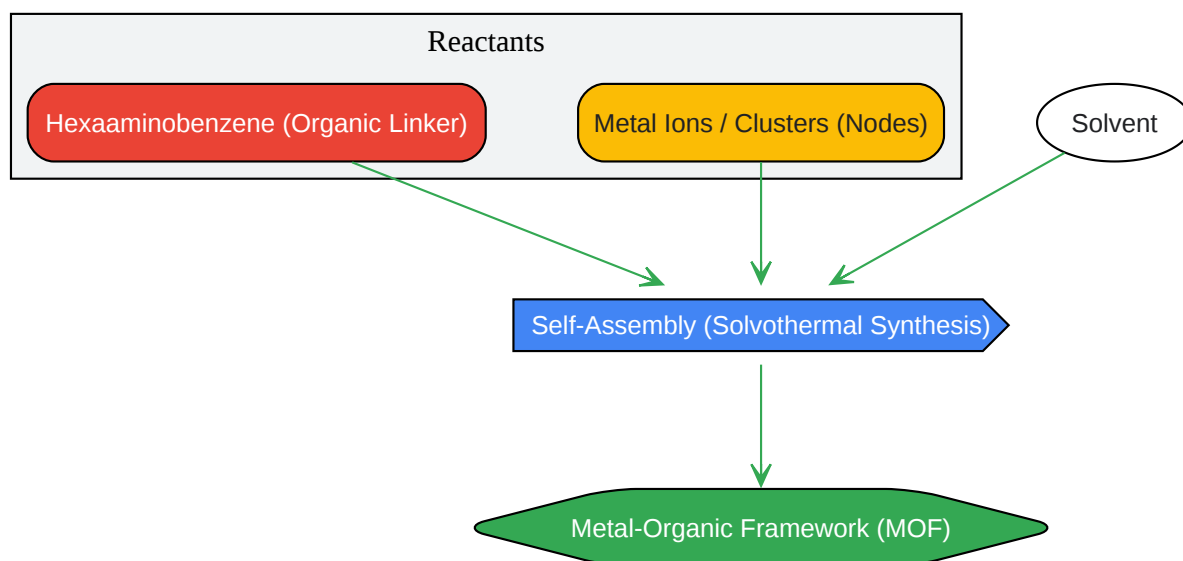 Reactants
Hexaaminobenzene (Organic Linker)
Metal Ions / Clusters (Nodes)
Solvent
Self-Assembly (Solvothermal Synthesis)
Metal-Organic Framework (MOF)